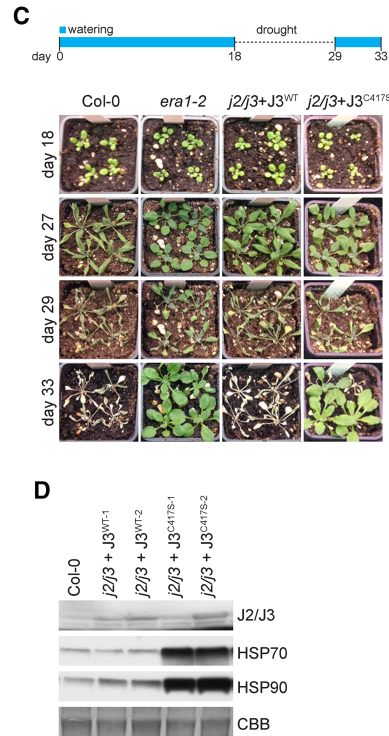 C
watering
drought
day 0 18 29 33
Col-0 era1-2 j2/j3+J3WT j2/j3+J3C417S
day 18
day 27
day 29
day 33
D
Col-0
j2/j3 + J3WT-1
j2/j3 + J3WT-2
j2/j3 + J3C417S-1
j2/j3 + J3C417S-2
J2/J3
HSP70
HSP90
CBB